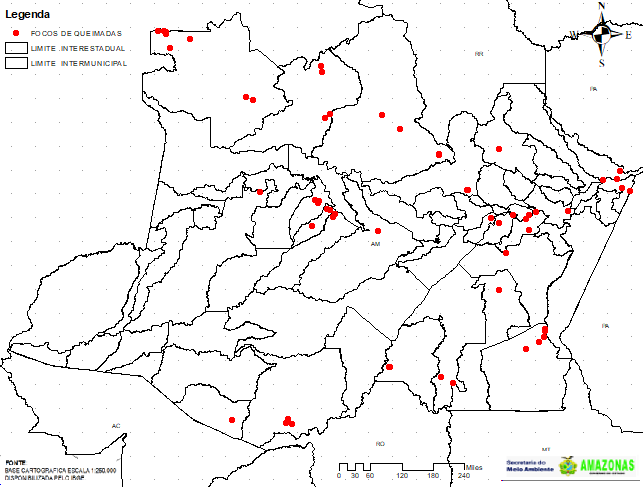 Legenda
FOCOS DE QUEIMADAS
LIMITE INTERESTADUAL
LIMITE INTERMUNICIPAL
N
W
E
S
RR
PA
AM
PA
AC
RO
MT
FONTE
BASE CARTOGRAFICA ESCALA 1:250.000
DISPONIBILIZADA PELO IBGE
0 30 60 120 180 240 Miles
Secretaria do
Meio Ambiente
AMAZONAS